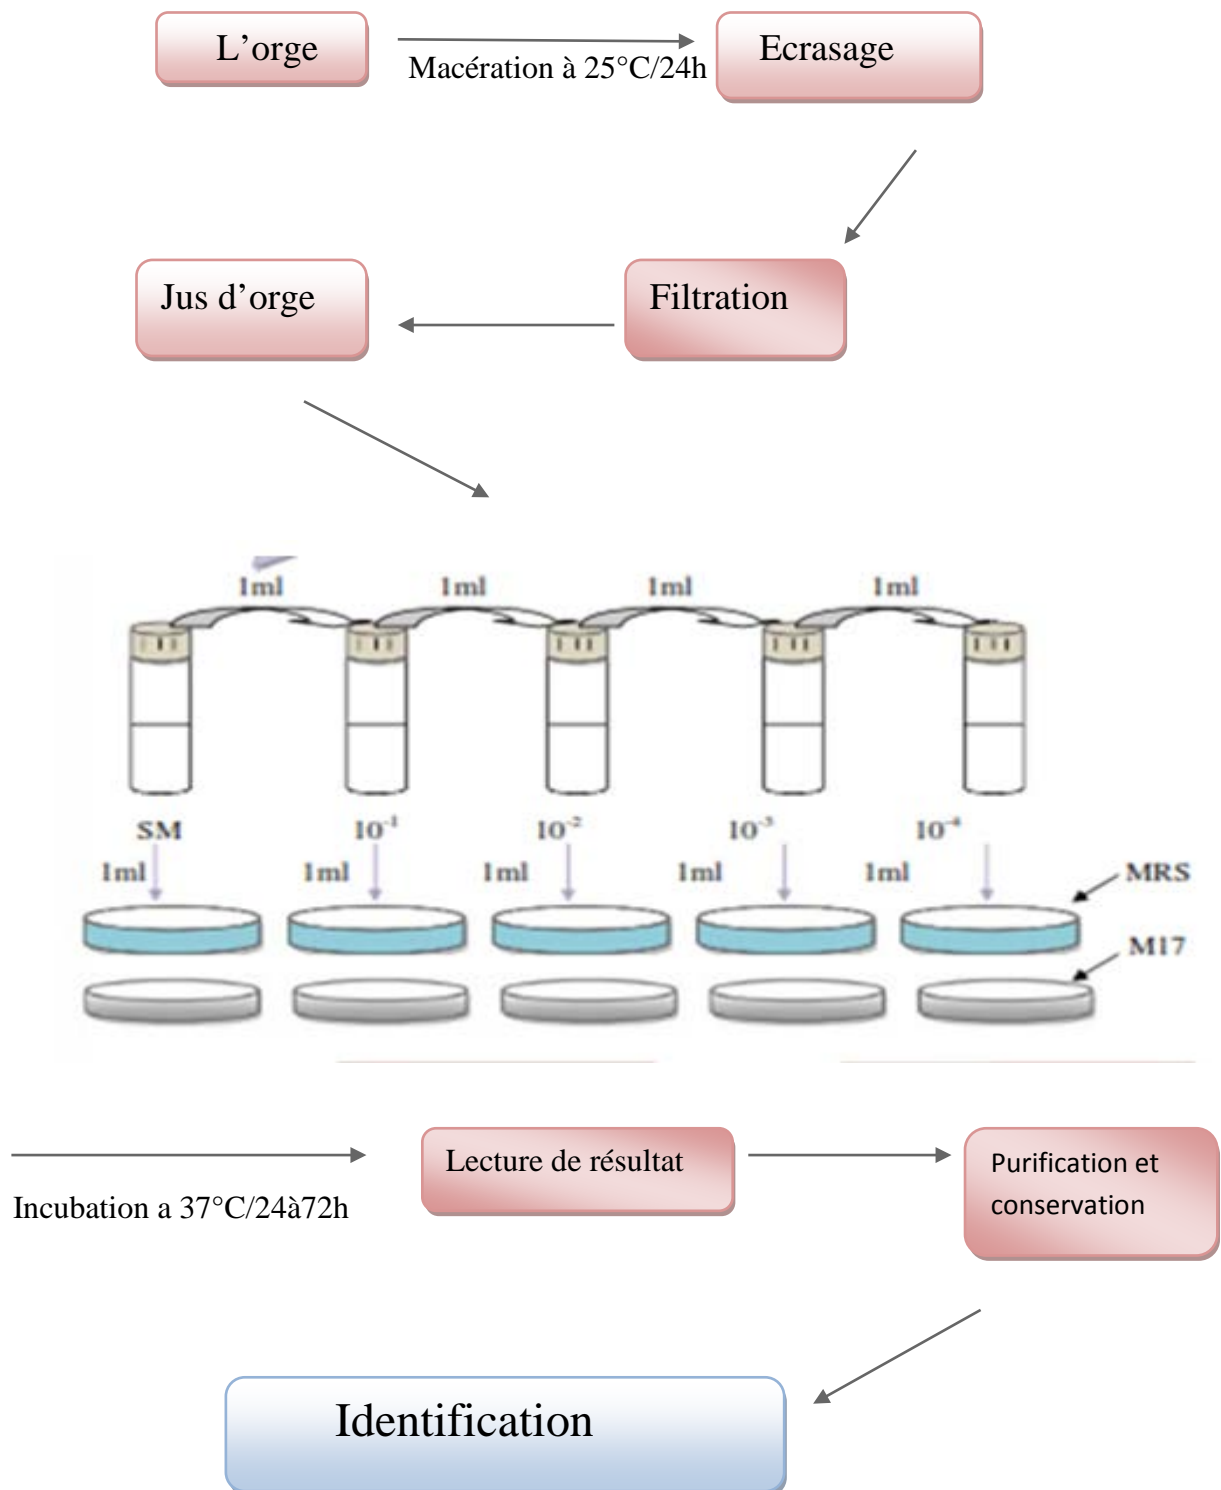 L’orge
Macération à 25°C/24h
Ecrasage
Jus d’orge
Filtration
1ml 1ml 1ml 1ml
SM 10⁻¹ 10⁻² 10⁻³ 10⁻⁴
1ml 1ml 1ml 1ml 1ml
MRS
M17
Incubation a 37°C/24à72h
Lecture de résultat
Purification et
conservation
Identification